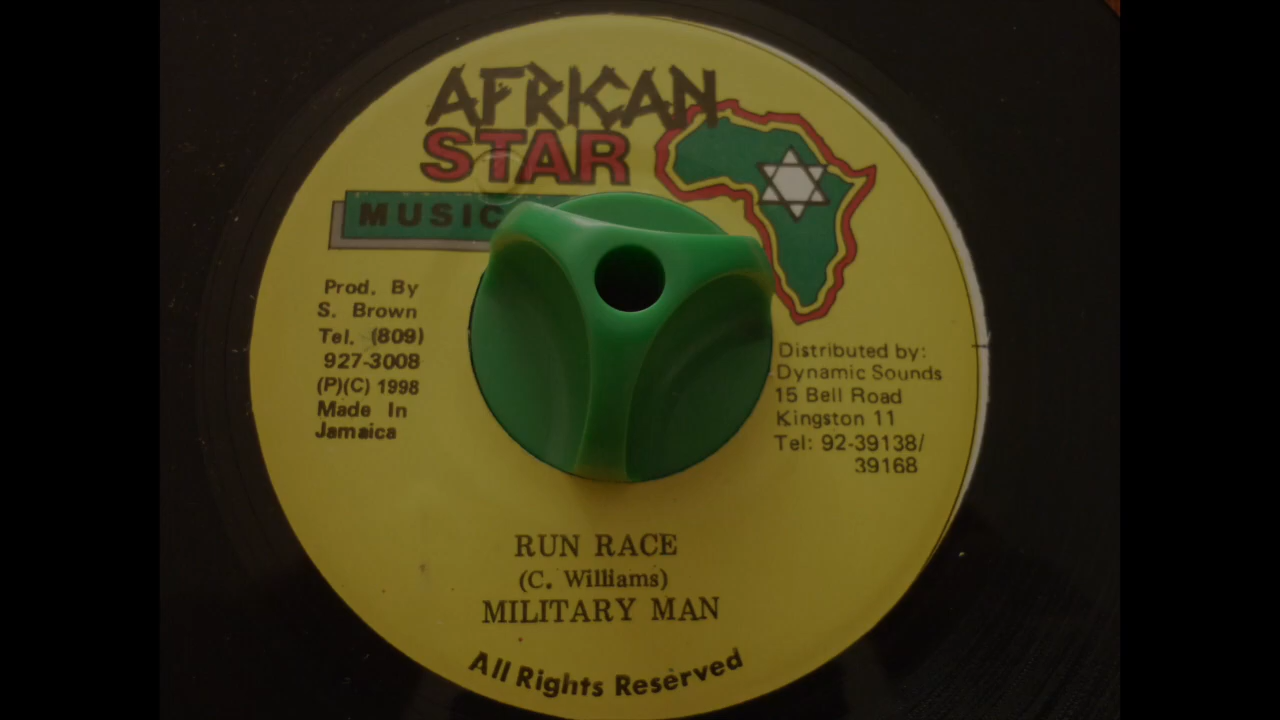 AFRICAN
STAR
MUSIC
Prod. By
S. Brown
Tel. (809)
927-3008
(P)(C) 1998
Made In
Jamaica
Distributed by:
Dynamic Sounds
15 Bell Road
Kingston 11
Tel: 92-39138/
39168
RUN RACE
(C. Williams)
MILITARY MAN
All Rights Reserved